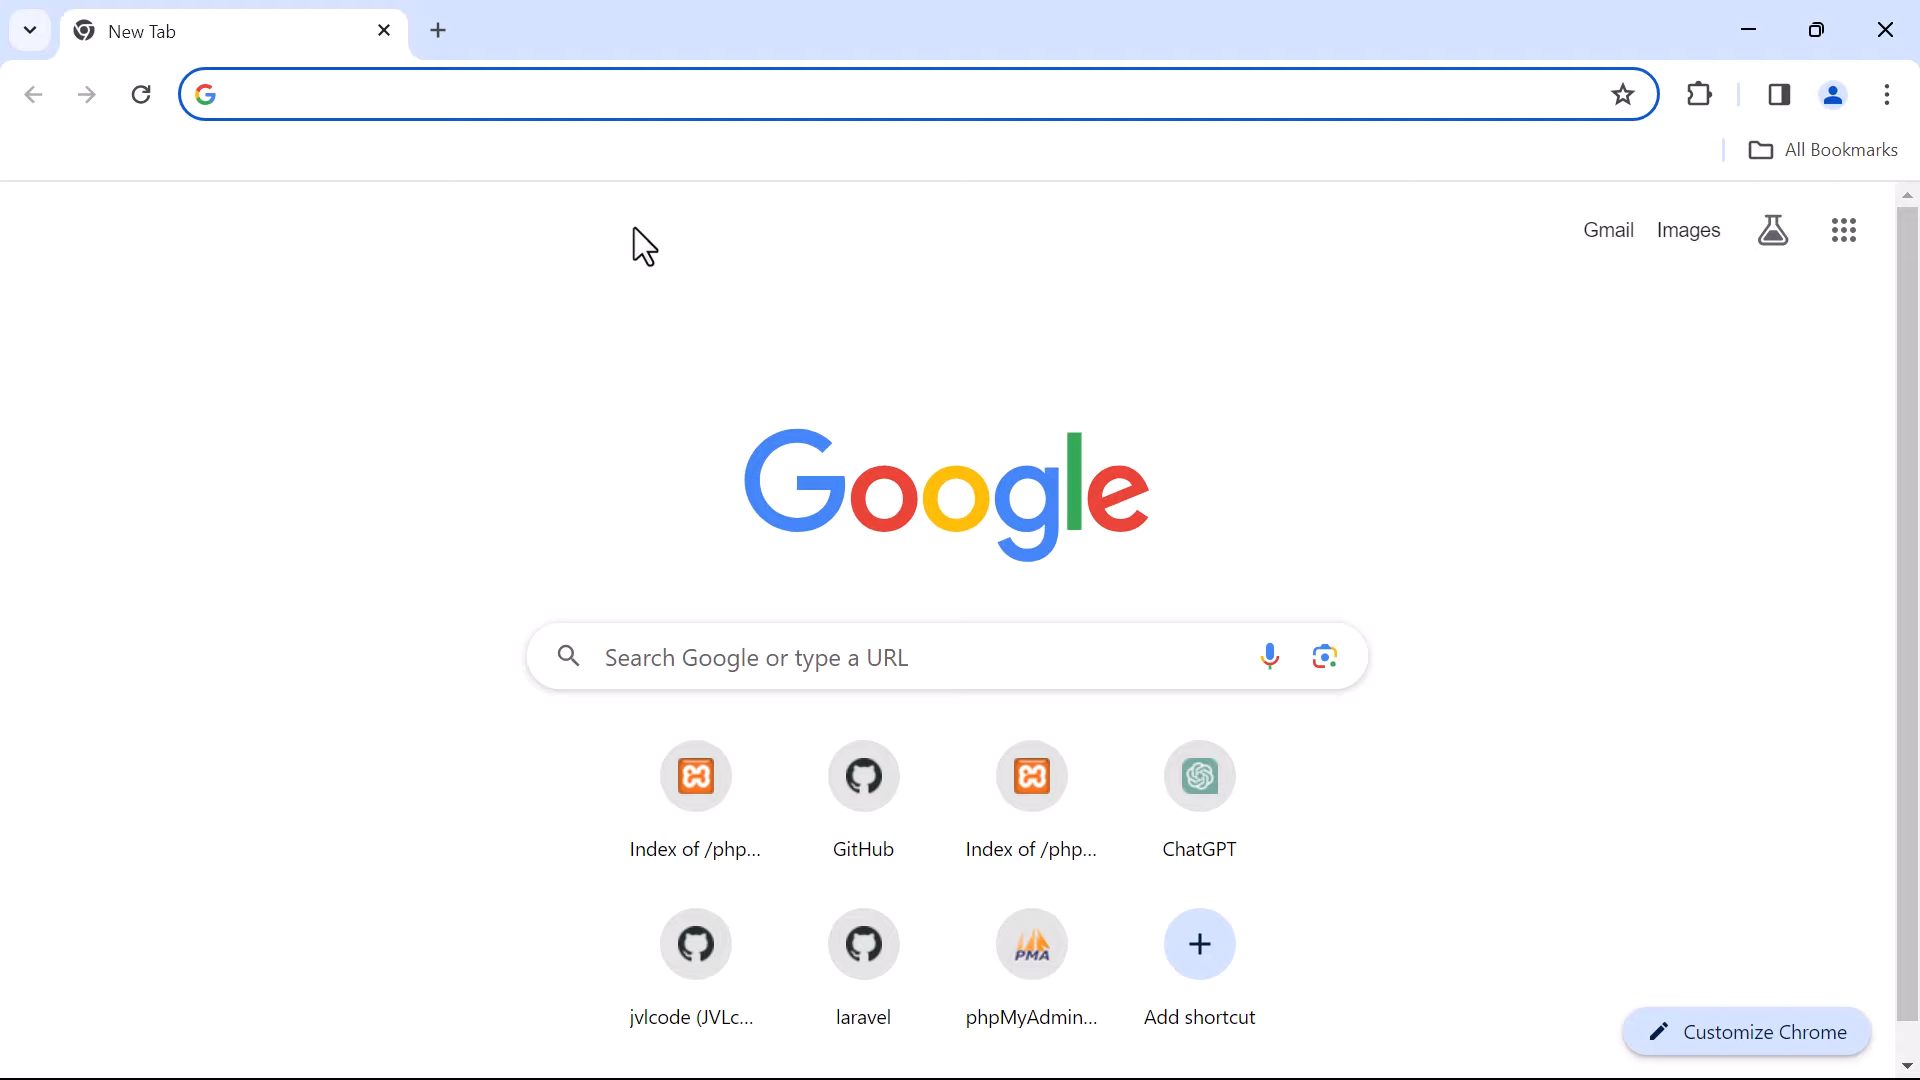 New Tab
All Bookmarks
Gmail Images
Google
Search Google or type a URL
Index of /php... GitHub Index of /php... ChatGPT
PMA
jvlcode (JVLc... laravel phpMyAdmin... Add shortcut
Customize Chrome